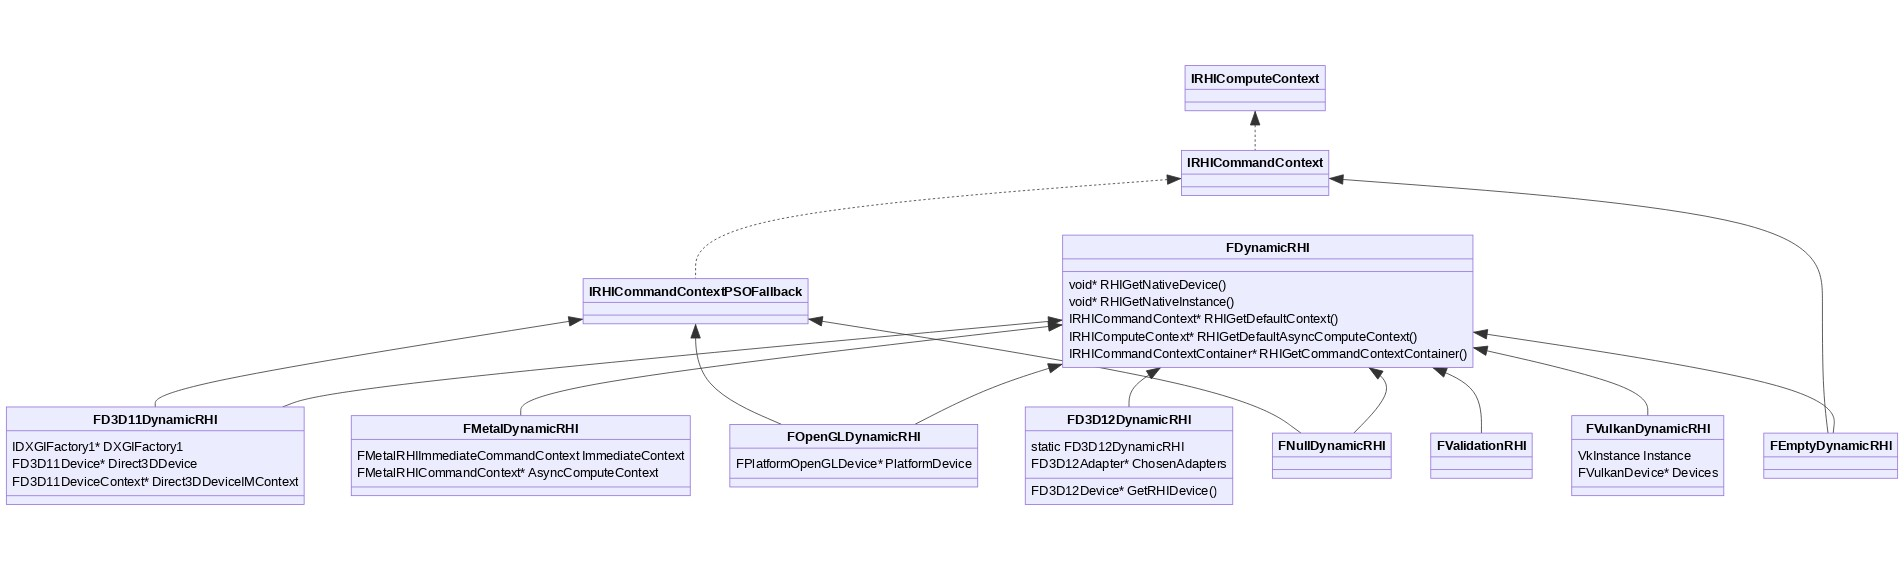 IRHIComputeContext
IRHICommandContext
FDynamicRHI
void* RHIGetNativeDevice()
void* RHIGetNativeInstance()
IRHICommandContext* RHIGetDefaultContext()
IRHIComputeContext* RHIGetDefaultAsyncComputeContext()
IRHICommandContextContainer* RHIGetCommandContextContainer()
IRHICommandContextPSOFallback
FD3D11DynamicRHI
IDXGIFactory1* DXGIFactory1
FD3D11Device* Direct3DDevice
FD3D11DeviceContext* Direct3DDeviceIMContext
FMetalDynamicRHI
FMetalRHIImmediateCommandContext ImmediateContext
FMetalRHICommandContext* AsyncComputeContext
FOpenGLDynamicRHI
FPlatformOpenGLDevice* PlatformDevice
FD3D12DynamicRHI
static FD3D12DynamicRHI
FD3D12Adapter* ChosenAdapters
FD3D12Device* GetRHIDevice()
FNullDynamicRHI
FValidationRHI
FVulkanDynamicRHI
VkInstance Instance
FVulkanDevice* Devices
FEmptyDynamicRHI